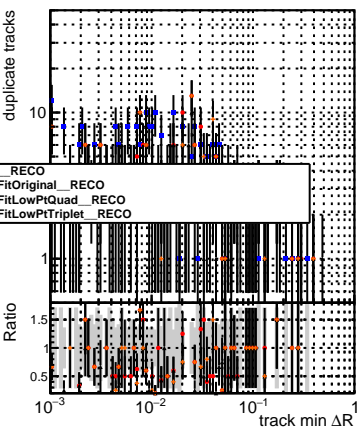 duplicate tracks
10
__RECO
FitOriginal__RECO
FitLowPtQuad__RECO
FitLowPtTriplet__RECO
1
Ratio
1.5
1
0.5
10⁻³ 10⁻² 10⁻¹ 1
track min ΔR